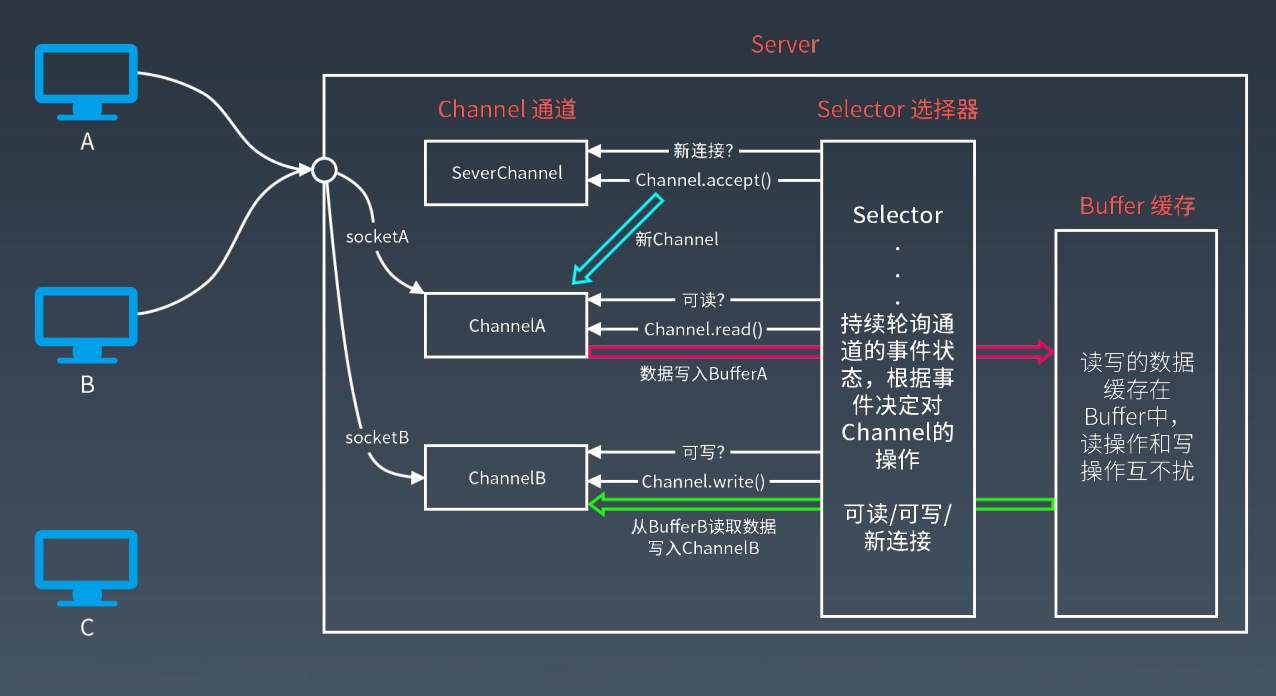 Server
Channel 通道
Selector 选择器
A
SeverChannel
新连接?
Channel.accept()
新Channel
socketA
ChannelA
可读?
Channel.read()
数据写入BufferA
B
socketB
ChannelB
可写?
Channel.write()
从BufferB读取数据
写入ChannelB
C
Selector
.
.
.
持续轮询通
道的事件状
态，根据事
件决定对
Channel的
操作
可读/可写/
新连接
Buffer 缓存
读写的数据
缓存在
Buffer中，
读操作和写
操作互不扰